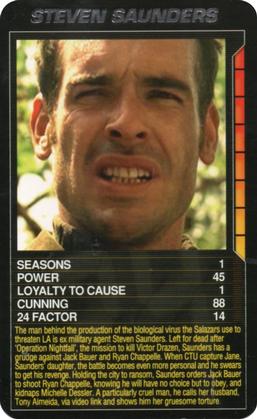 STEVEN SAUNDERS
SEASONS 1
POWER 45
LOYALTY TO CAUSE 1
CUNNING 88
24 FACTOR 14
The man behind the production of the biological virus the Salazars use to
threaten LA is ex military agent Steven Saunders. Left for dead after
'Operation Nightfall', the mission to kill Victor Drazen, Saunders has a
grudge against Jack Bauer and Ryan Chappelle. When CTU capture Jane,
Saunders' daughter, the battle becomes even more personal and he swears
to get his revenge. Holding the city to ransom, Saunders orders Jack Bauer
to shoot Ryan Chappelle, knowing he will have no choice but to obey, and
kidnaps Michelle Dessler. A particularly cruel man, he calls her husband,
Tony Almeida, via video link and shows him her gruesome torture.